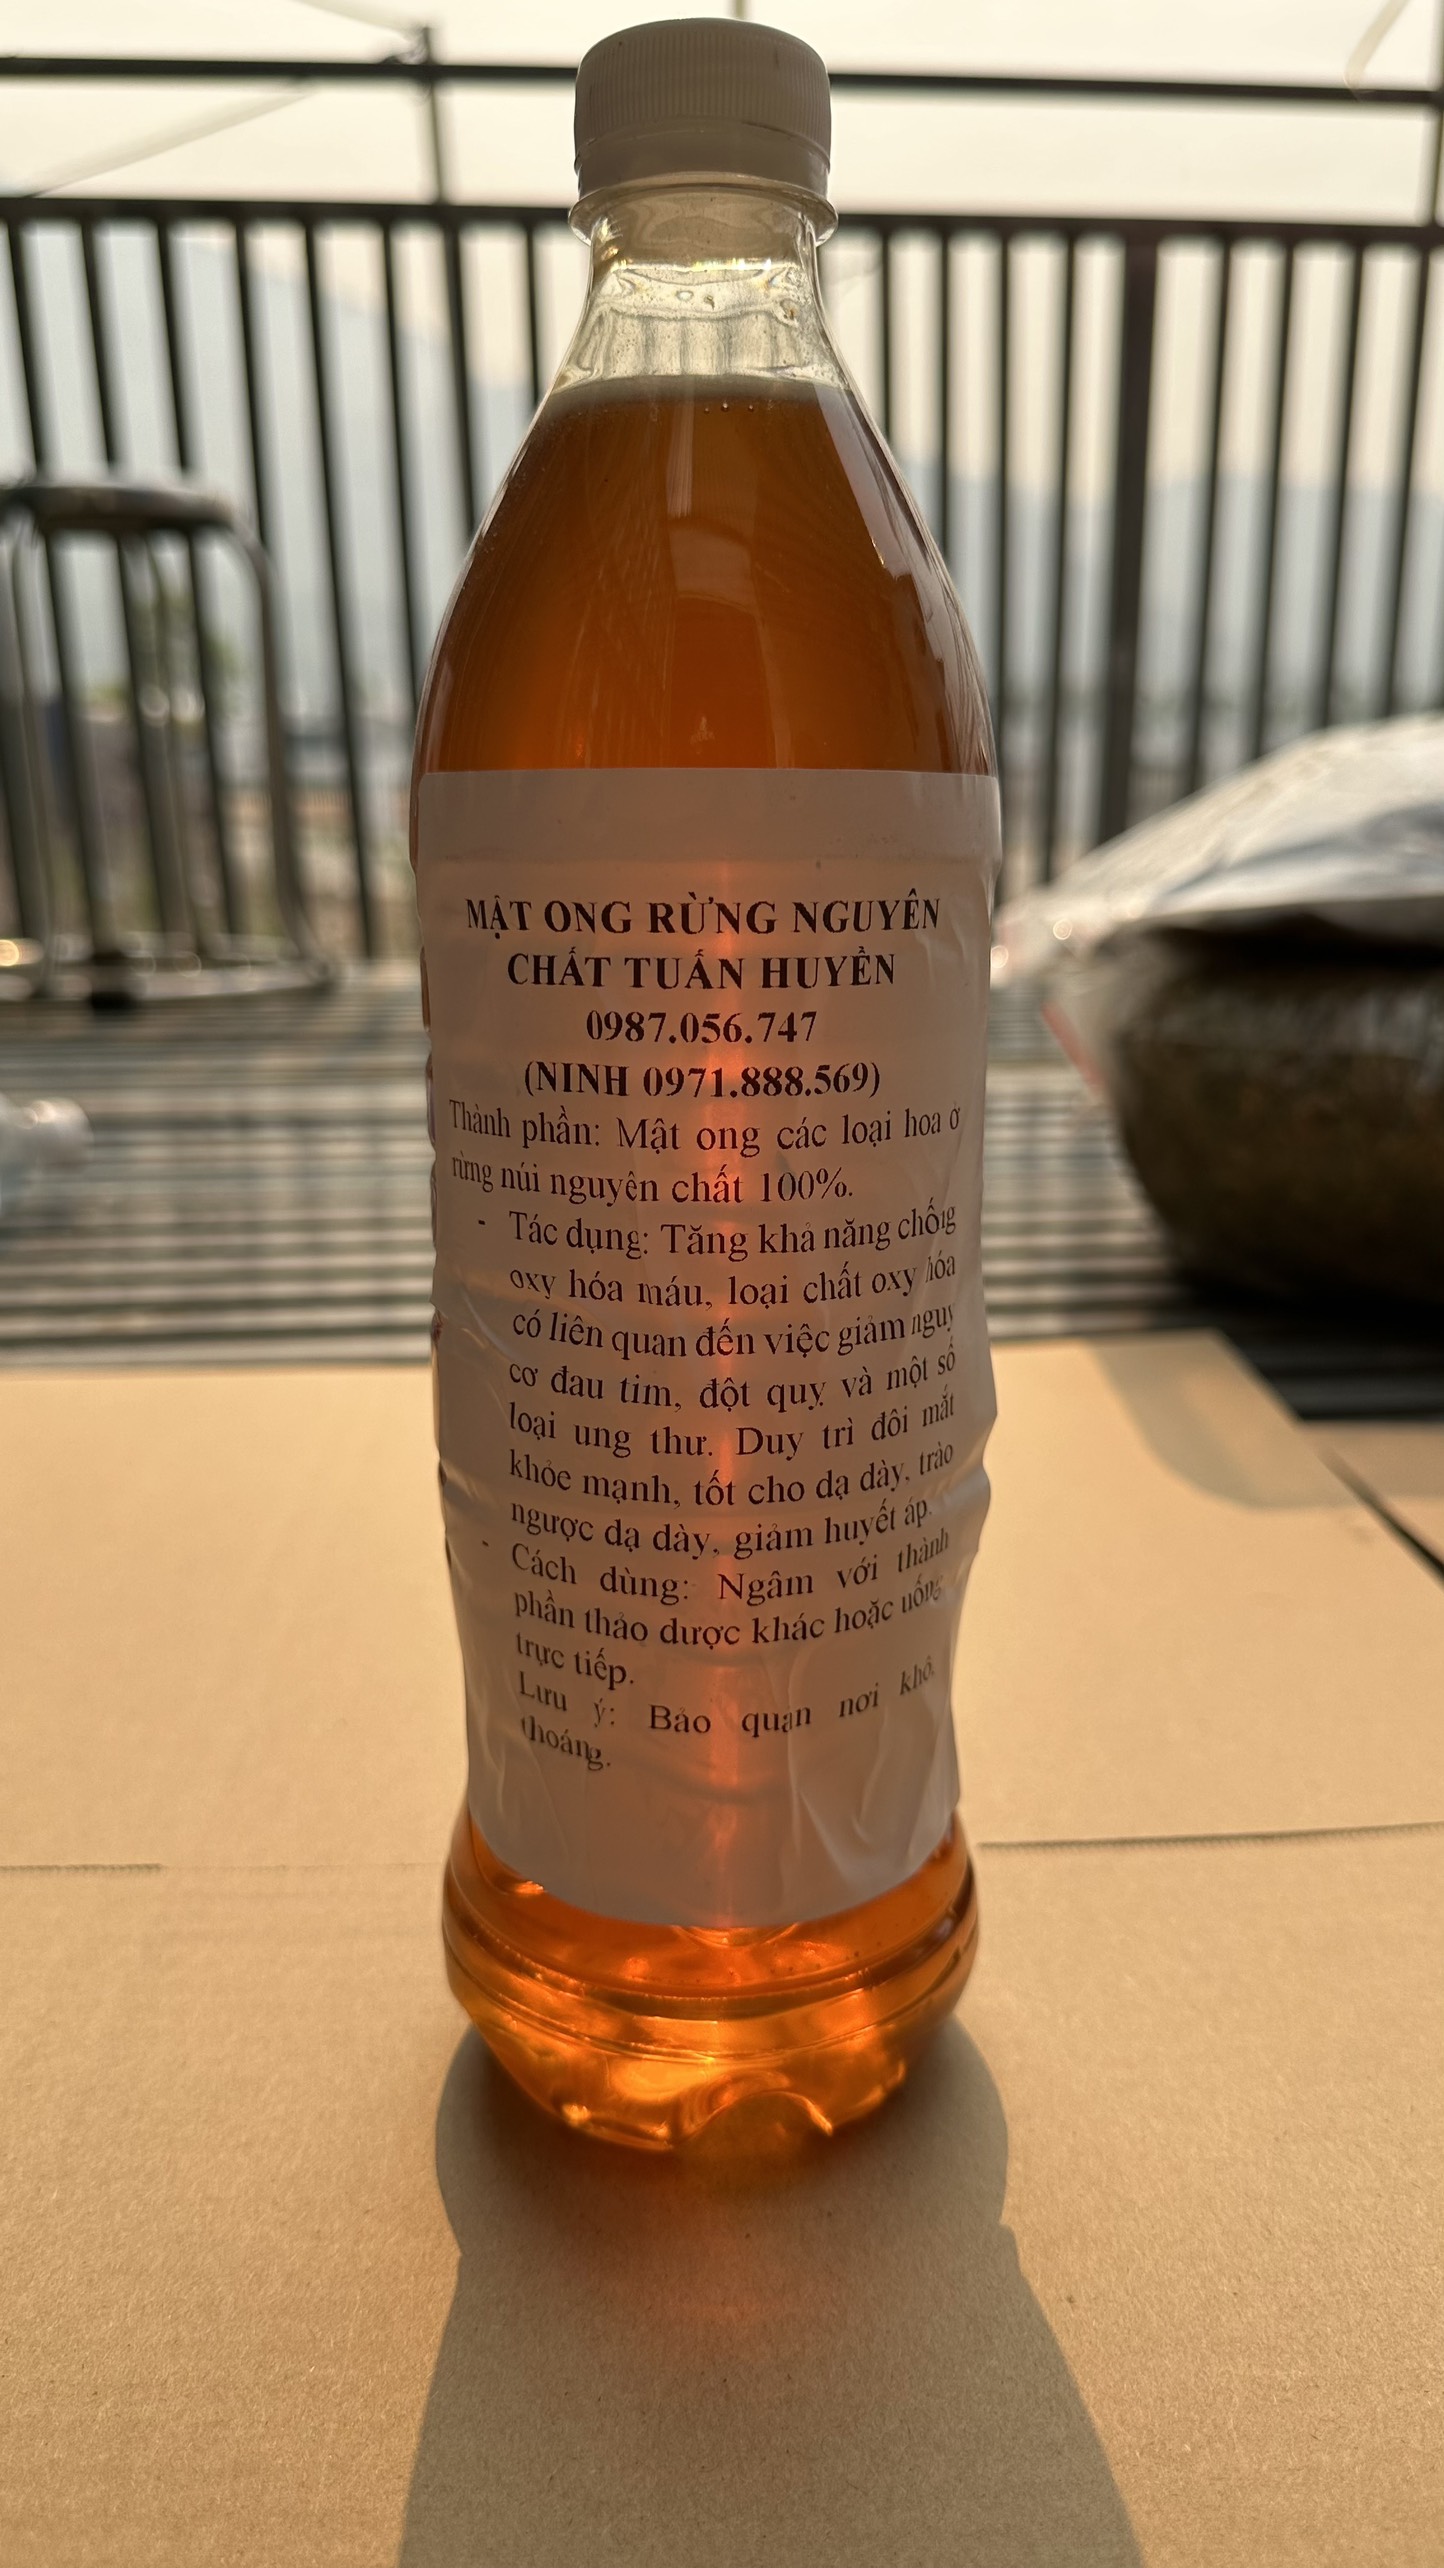 MẬT ONG RỪNG NGUYÊN
CHẤT TUẤN HUYỀN
0987.056.747
(NINH 0971.888.569)
Thành phần: Mật ong các loại hoa ở
rừng núi nguyên chất 100%.
- Tác dụng: Tăng khả năng chống
oxy hóa máu, loại chất oxy hóa
có liên quan đến việc giảm nguy
cơ đau tim, đột quỵ và một số
loại ung thư. Duy trì đôi mắt
khỏe mạnh, tốt cho dạ dày, trào
ngược dạ dày, giảm huyết áp.
- Cách dùng: Ngâm với thành
phần thảo dược khác hoặc uống
trực tiếp.
Lưu ý: Bảo quản nơi khô,
thoáng.